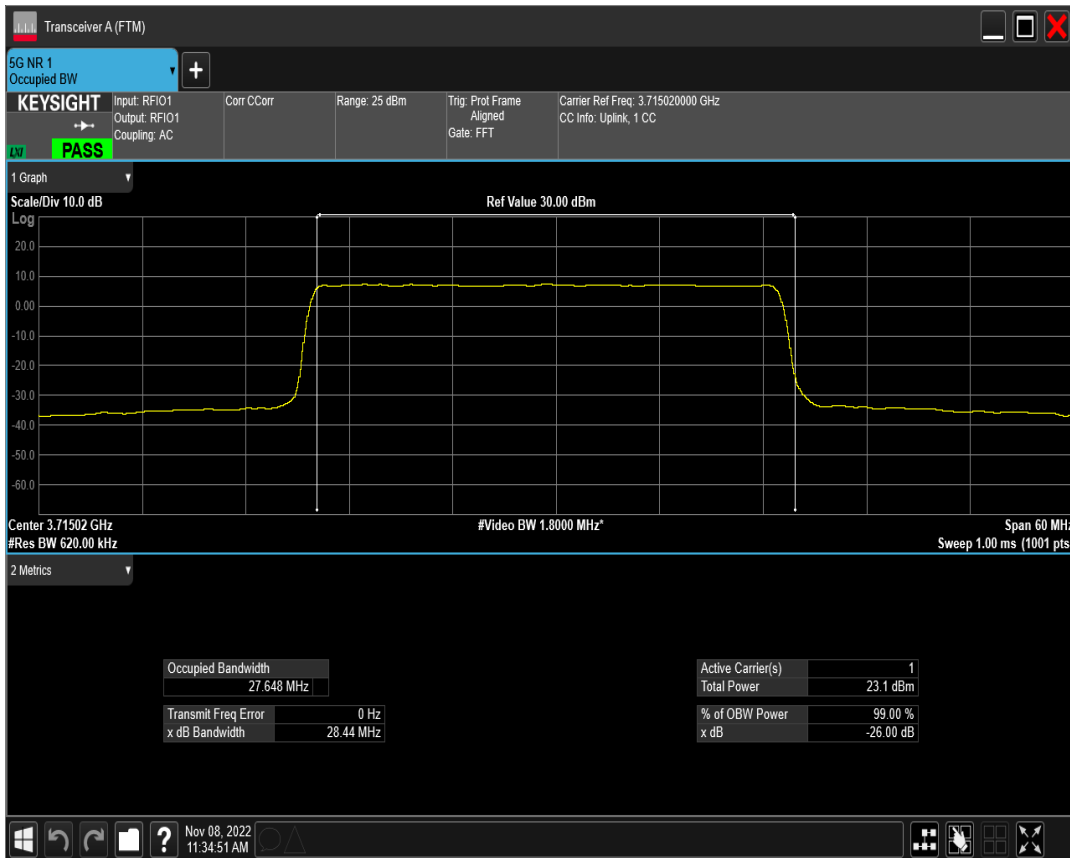 Transceiver A (FTM)
5G NR 1
Occupied BW
+
KEYSIGHT
LXI
PASS
Input: RFIO1
Output: RFIO1
Coupling: AC
Corr CCorr
Range: 25 dBm
Trig: Prot Frame
Aligned
Gate: FFT
Carrier Ref Freq: 3.715020000 GHz
CC Info: Uplink, 1 CC
1 Graph
Scale/Div 10.0 dB
Ref Value 30.00 dBm
Log
20.0
10.0
0.00
-10.0
-20.0
-30.0
-40.0
-50.0
-60.0
Center 3.71502 GHz
#Video BW 1.8000 MHz*
Span 60 MHz
#Res BW 620.00 kHz
Sweep 1.00 ms (1001 pts
2 Metrics
Occupied Bandwidth
27.648 MHz
Transmit Freq Error 0 Hz
x dB Bandwidth 28.44 MHz
Active Carrier(s) 1
Total Power 23.1 dBm
% of OBW Power 99.00 %
x dB -26.00 dB
?
Nov 08, 2022
11:34:51 AM